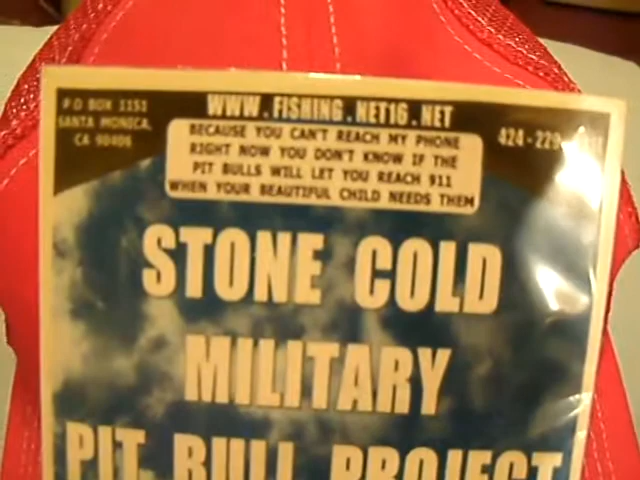 WWW.FISHING.NET16.NET
P O BOX 1151
SANTA MONICA,
CA 90406
424-229-
BECAUSE YOU CAN'T REACH MY PHONE
RIGHT NOW YOU DON'T KNOW IF THE
PIT BULLS WILL LET YOU REACH 911
WHEN YOUR BEAUTIFUL CHILD NEEDS THEM
STONE COLD
MILITARY
PIT BULL PROJECT